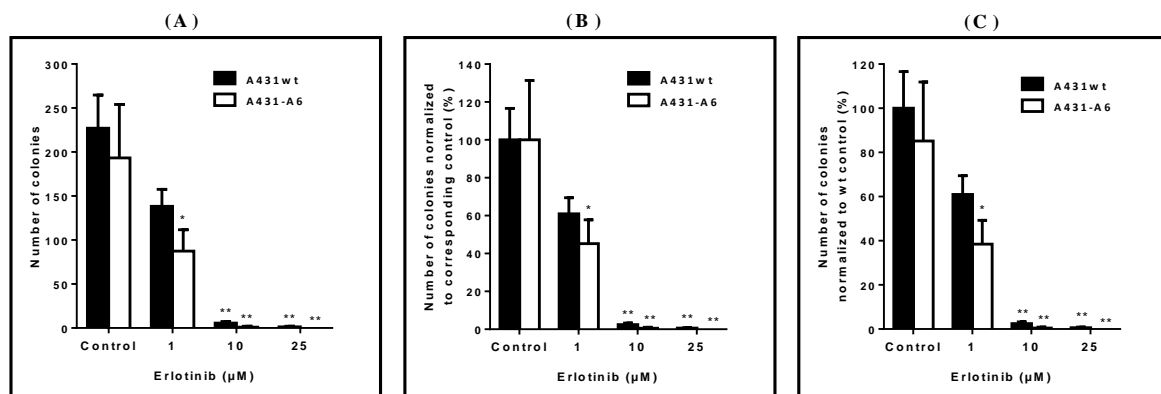 (A)
300
250
200
150
100
50
0
Number of colonies
A431wt
A431-A6
*
** ** ** **
Control 1 10 25
Erlotinib (µM)
(B)
140
120
100
80
60
40
20
0
Number of colonies normalized
to corresponding control (%)
A431wt
A431-A6
*
** ** ** **
Control 1 10 25
Erlotinib (µM)
(C)
120
100
80
60
40
20
0
Number of colonies
normalized to wt control (%)
A431wt
A431-A6
*
** ** ** **
Control 1 10 25
Erlotinib (µM)